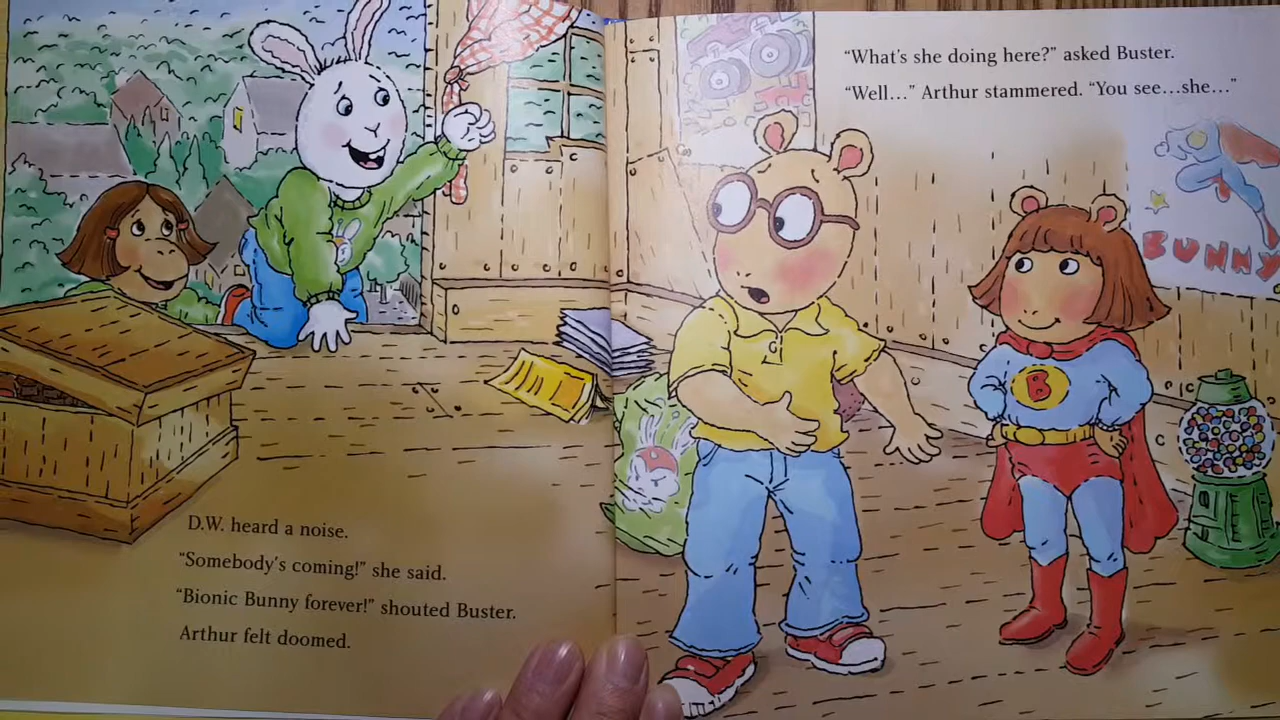 D.W. heard a noise.
"Somebody's coming!" she said.
"Bionic Bunny forever!" shouted Buster.
Arthur felt doomed.
"What's she doing here?" asked Buster.
"Well…" Arthur stammered. "You see…she…"
BUNNY
B